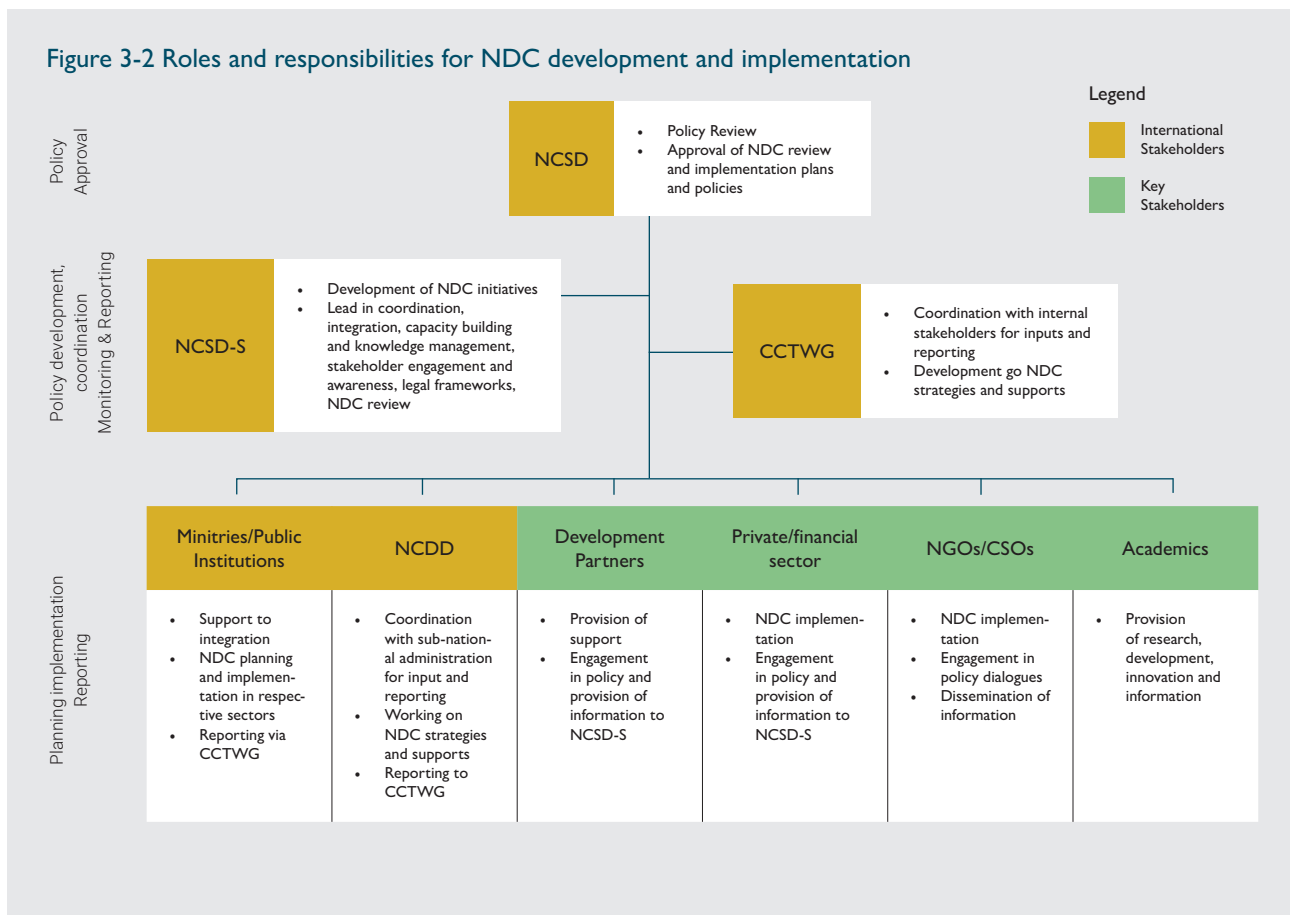 Figure 3-2 Roles and responsibilities for NDC development and implementation
Legend
International
Stakeholders
Key
Stakeholders
Policy
Approval
NCSD
• Policy Review
• Approval of NDC review
and implementation plans
and policies
Policy development,
coordination
Monitoring & Reporting
NCSD-S
• Development of NDC initiatives
• Lead in coordination,
integration, capacity building
and knowledge management,
stakeholder engagement and
awareness, legal frameworks,
NDC review
CCTWG
• Coordination with internal
stakeholders for inputs and
reporting
• Development go NDC
strategies and supports
Planning implementation
Reporting
Minitries/Public
Institutions
• Support to
integration
• NDC planning
and implemen-
tation in respec-
tive sectors
• Reporting via
CCTWG
NCDD
• Coordination
with sub-nation-
al administration
for input and
reporting
• Working on
NDC strategies
and supports
• Reporting to
CCTWG
Development
Partners
• Provision of
support
• Engagement
in policy and
provision of
information to
NCSD-S
Private/financial
sector
• NDC implemen-
tation
• Engagement
in policy and
provision of
information to
NCSD-S
NGOs/CSOs
• NDC implemen-
tation
• Engagement in
policy dialogues
• Dissemination of
information
Academics
• Provision
of research,
development,
innovation and
information